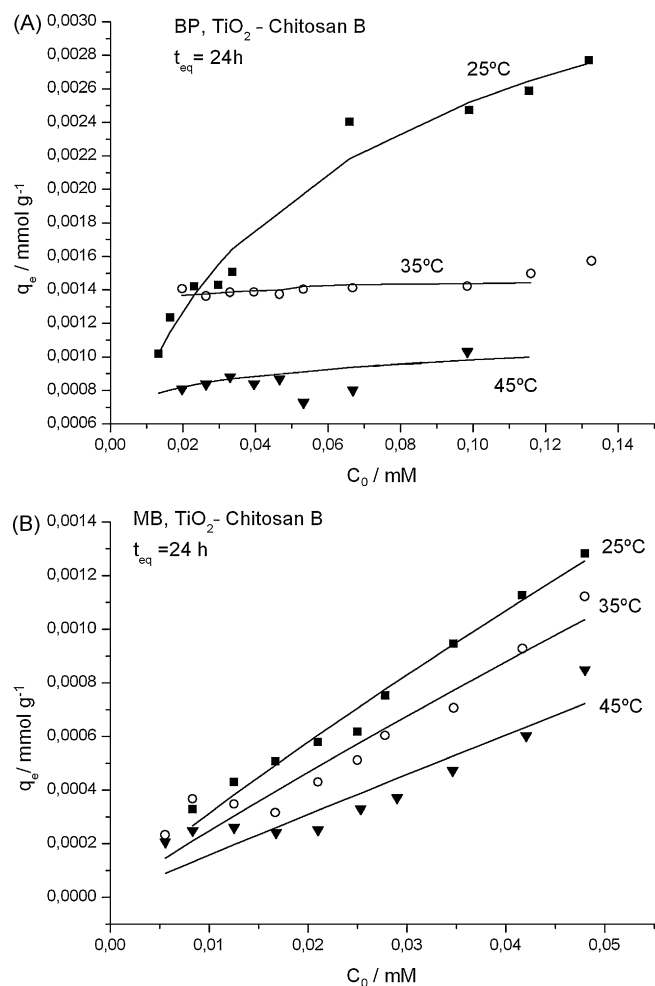 (A)
BP, TiO₂ - Chitosan B
t_eq = 24h
25ºC
35ºC
45ºC
q_e / mmol g⁻¹
0,0030
0,0028
0,0026
0,0024
0,0022
0,0020
0,0018
0,0016
0,0014
0,0012
0,0010
0,0008
0,0006
0,00 0,02 0,04 0,06 0,08 0,10 0,12 0,14
C₀ / mM
(B)
MB, TiO₂- Chitosan B
t_eq =24 h
25ºC
35ºC
45ºC
q_e / mmol g⁻¹
0,0014
0,0012
0,0010
0,0008
0,0006
0,0004
0,0002
0,0000
0,00 0,01 0,02 0,03 0,04 0,05
C₀ / mM